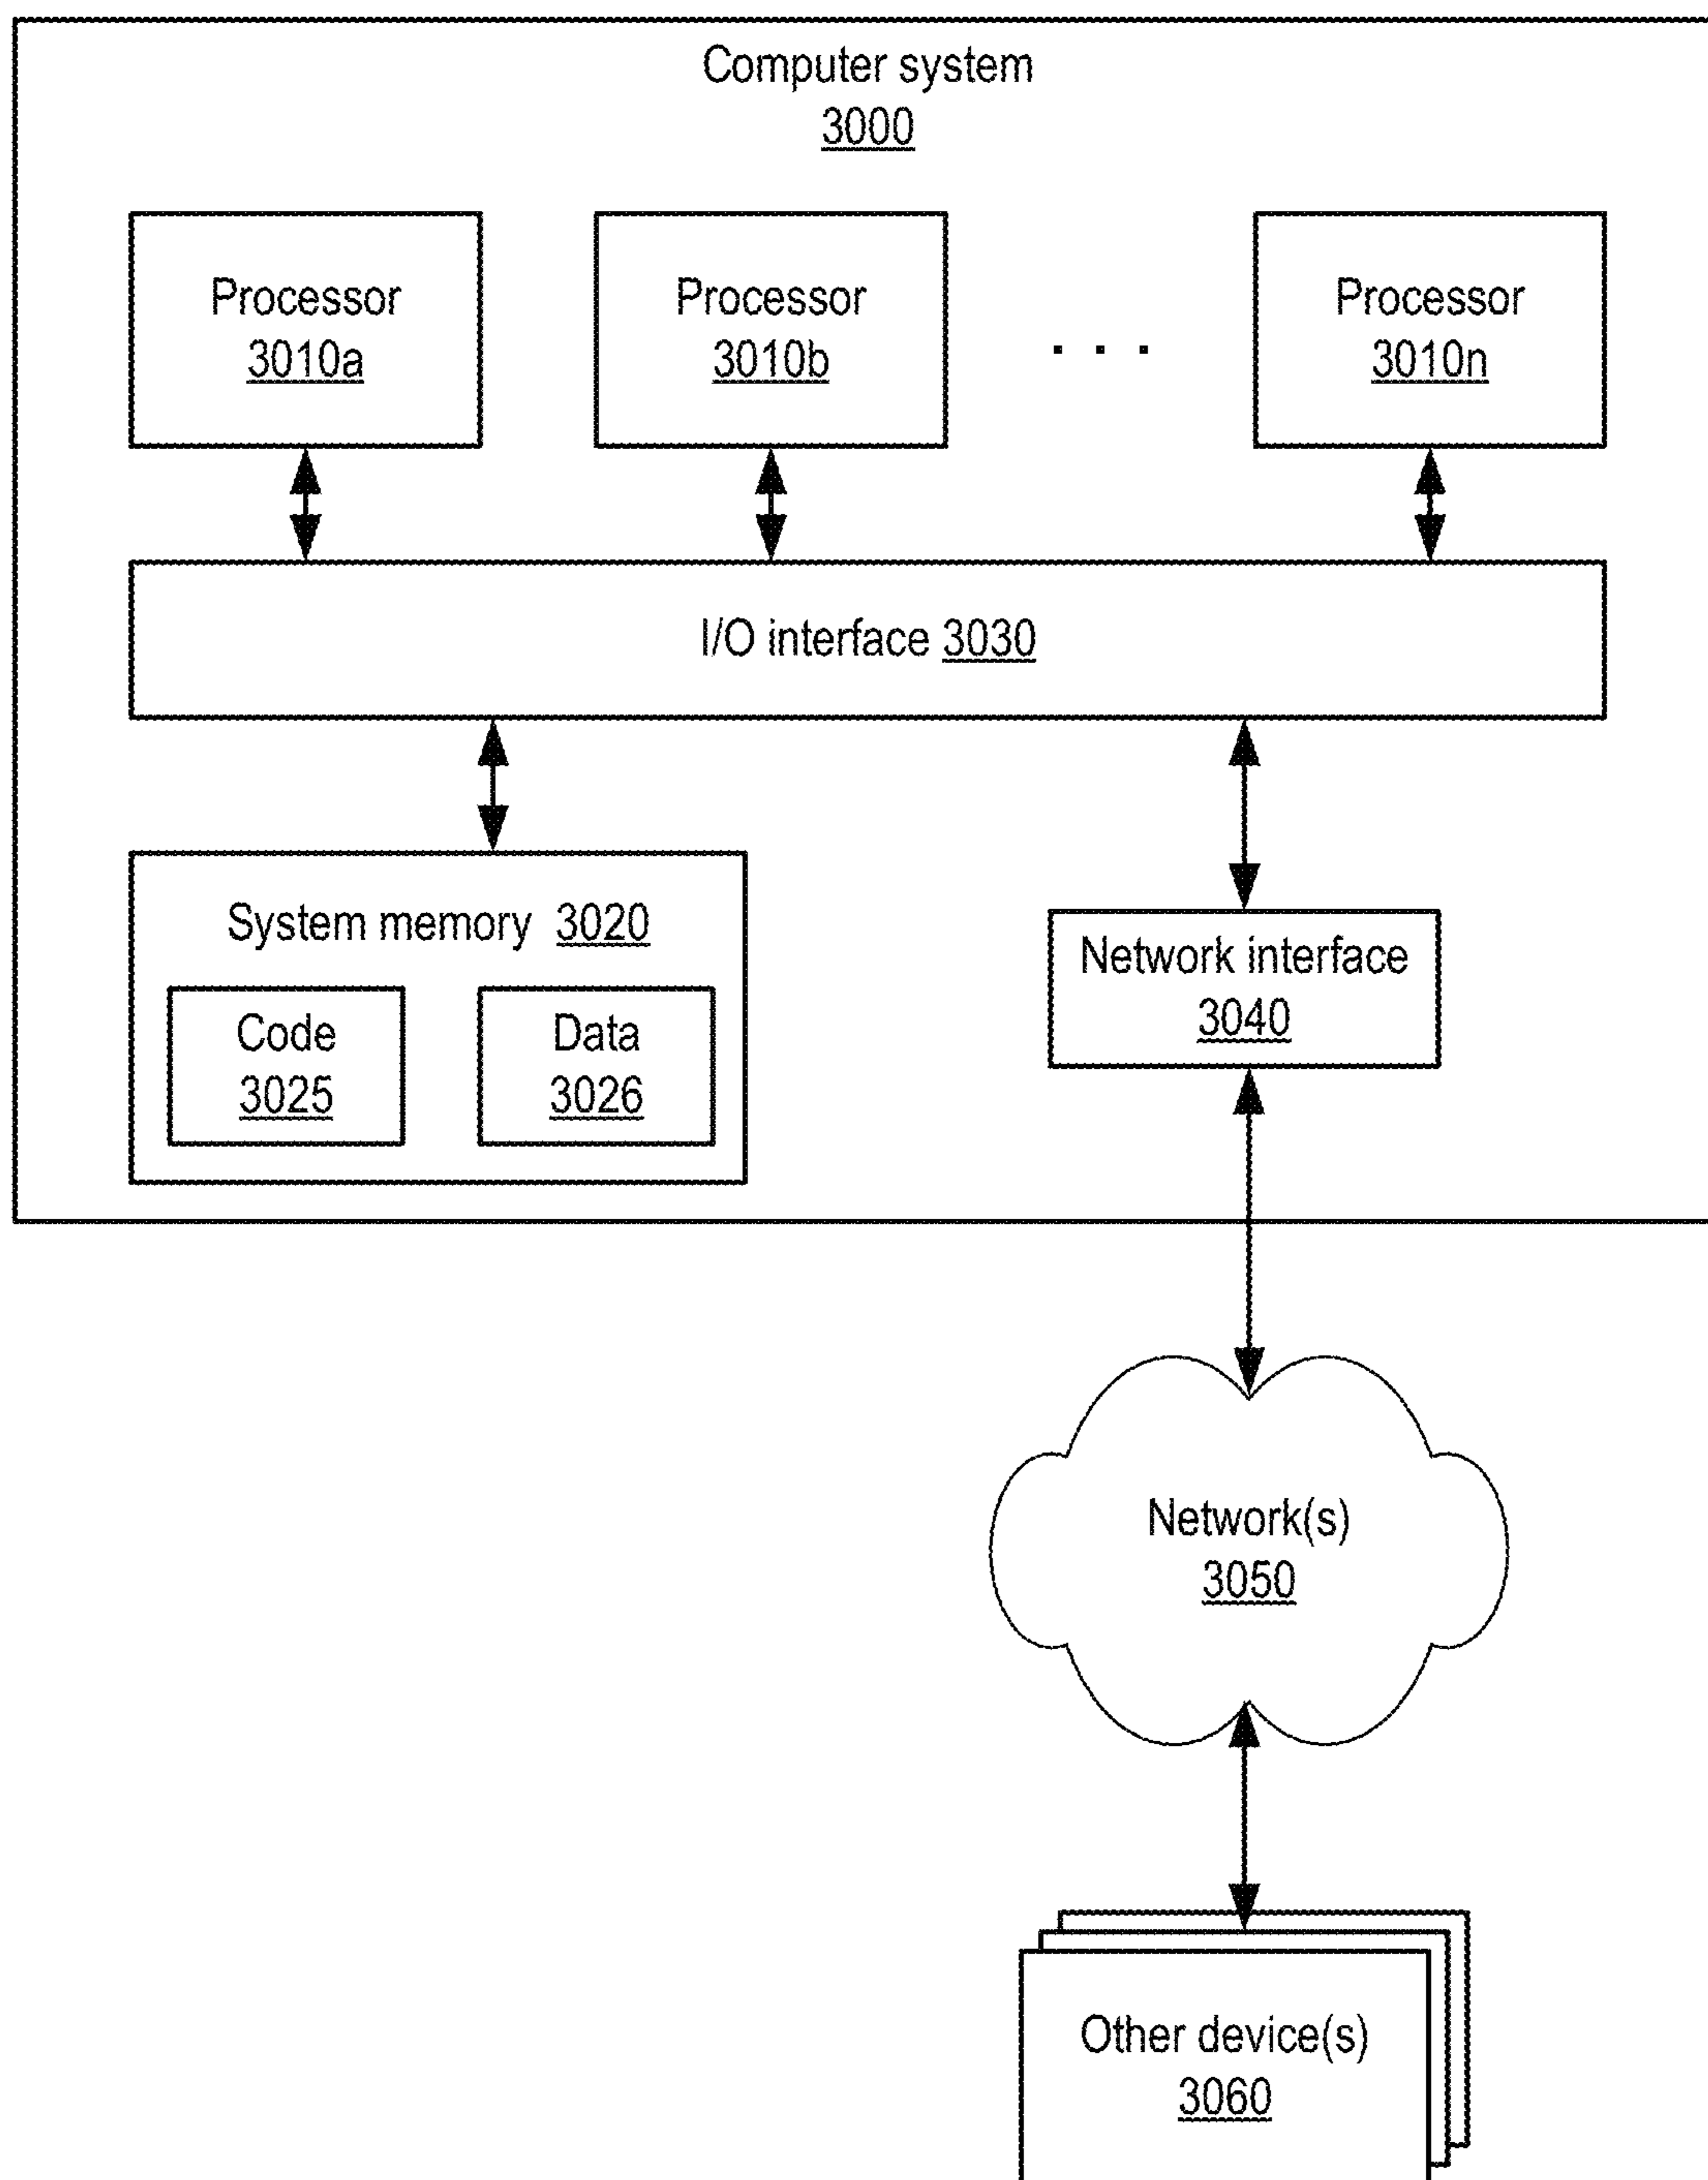 Computer system
3000
Processor
3010a
Processor
3010b
. . .
Processor
3010n
I/O interface 3030
System memory 3020
Code
3025
Data
3026
Network interface
3040
Network(s)
3050
Other device(s)
3060